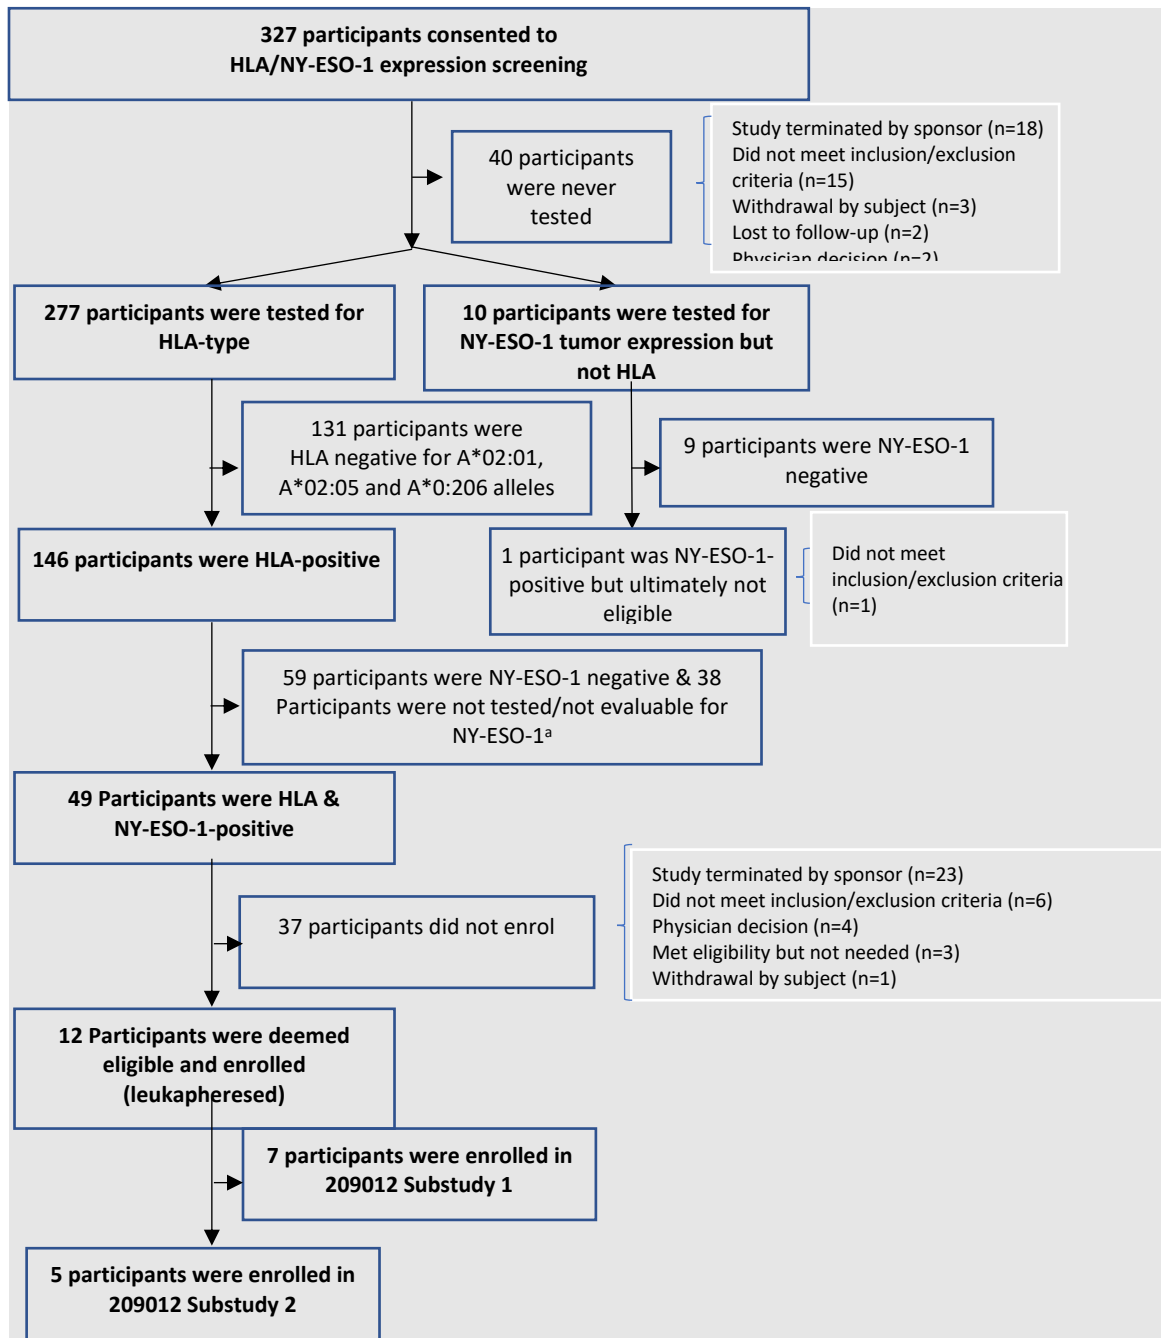 327 participants consented to
HLA/NY-ESO-1 expression screening
40 participants
were never
tested
Study terminated by sponsor (n=18)
Did not meet inclusion/exclusion
criteria (n=15)
Withdrawal by subject (n=3)
Lost to follow-up (n=2)
Physician decision (n=2)
277 participants were tested for
HLA-type
10 participants were tested for
NY-ESO-1 tumor expression but
not HLA
131 participants were
HLA negative for A*02:01,
A*02:05 and A*0:206 alleles
9 participants were NY-ESO-1
negative
146 participants were HLA-positive
1 participant was NY-ESO-1-
positive but ultimately not
eligible
Did not meet
inclusion/exclusion criteria
(n=1)
59 participants were NY-ESO-1 negative & 38
Participants were not tested/not evaluable for
NY-ESO-1ª
49 Participants were HLA &
NY-ESO-1-positive
37 participants did not enrol
Study terminated by sponsor (n=23)
Did not meet inclusion/exclusion criteria (n=6)
Physician decision (n=4)
Met eligibility but not needed (n=3)
Withdrawal by subject (n=1)
12 Participants were deemed
eligible and enrolled
(leukapheresed)
7 participants were enrolled in
209012 Substudy 1
5 participants were enrolled in
209012 Substudy 2